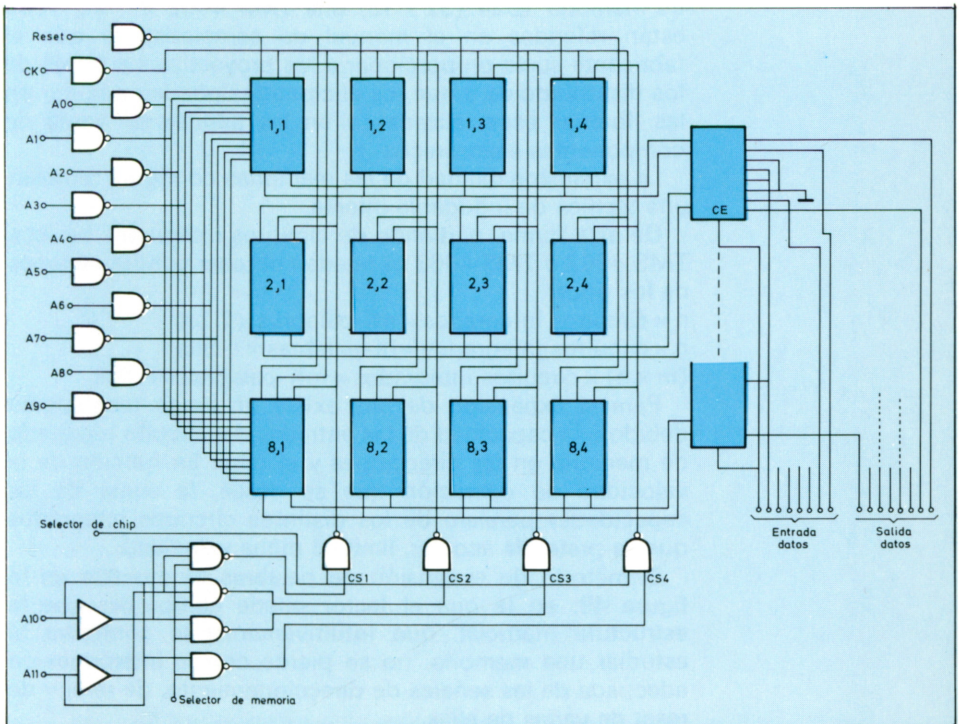 Reset
CK
A0
A1
A2
A3
A4
A5
A6
A7
A8
A9
1,1
1,2
1,3
1,4
2,1
2,2
2,3
2,4
8,1
8,2
8,3
8,4
CE
Entrada
datos
Salida
datos
Selector de chip
CS1
CS2
CS3
CS4
A10
A11
Selector de memoria